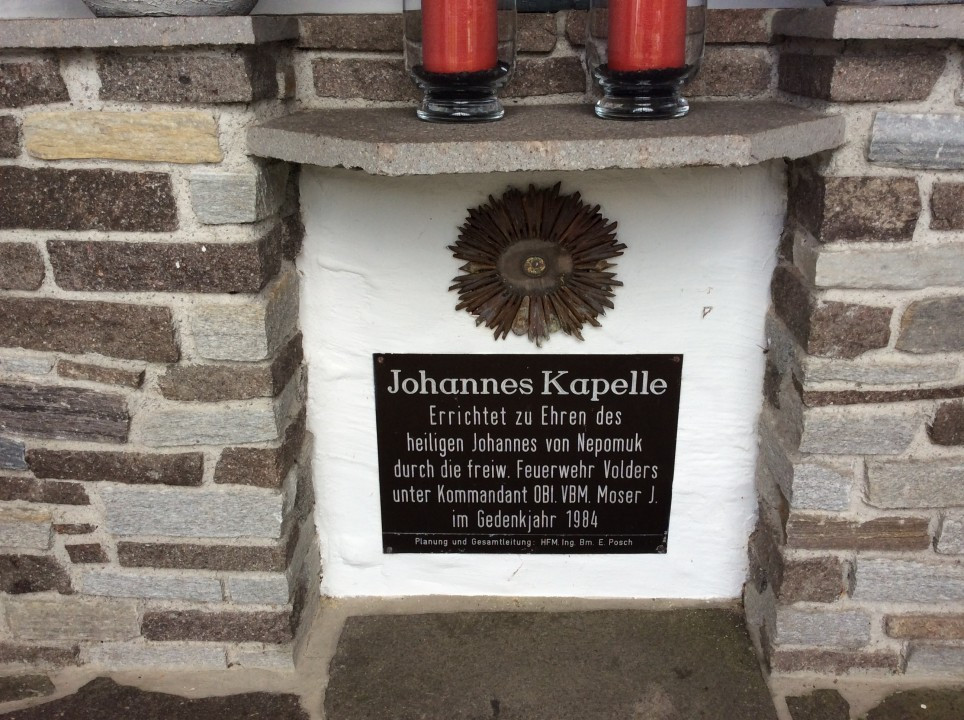 Johannes Kapelle
Errichtet zu Ehren des
heiligen Johannes von Nepomuk
durch die freiw. Feuerwehr Volders
unter Kommandant OBI. VBM. Moser J.
im Gedenkjahr 1984
Planung und Gesamtleitung: HFM. Ing. Bm. E. Posch